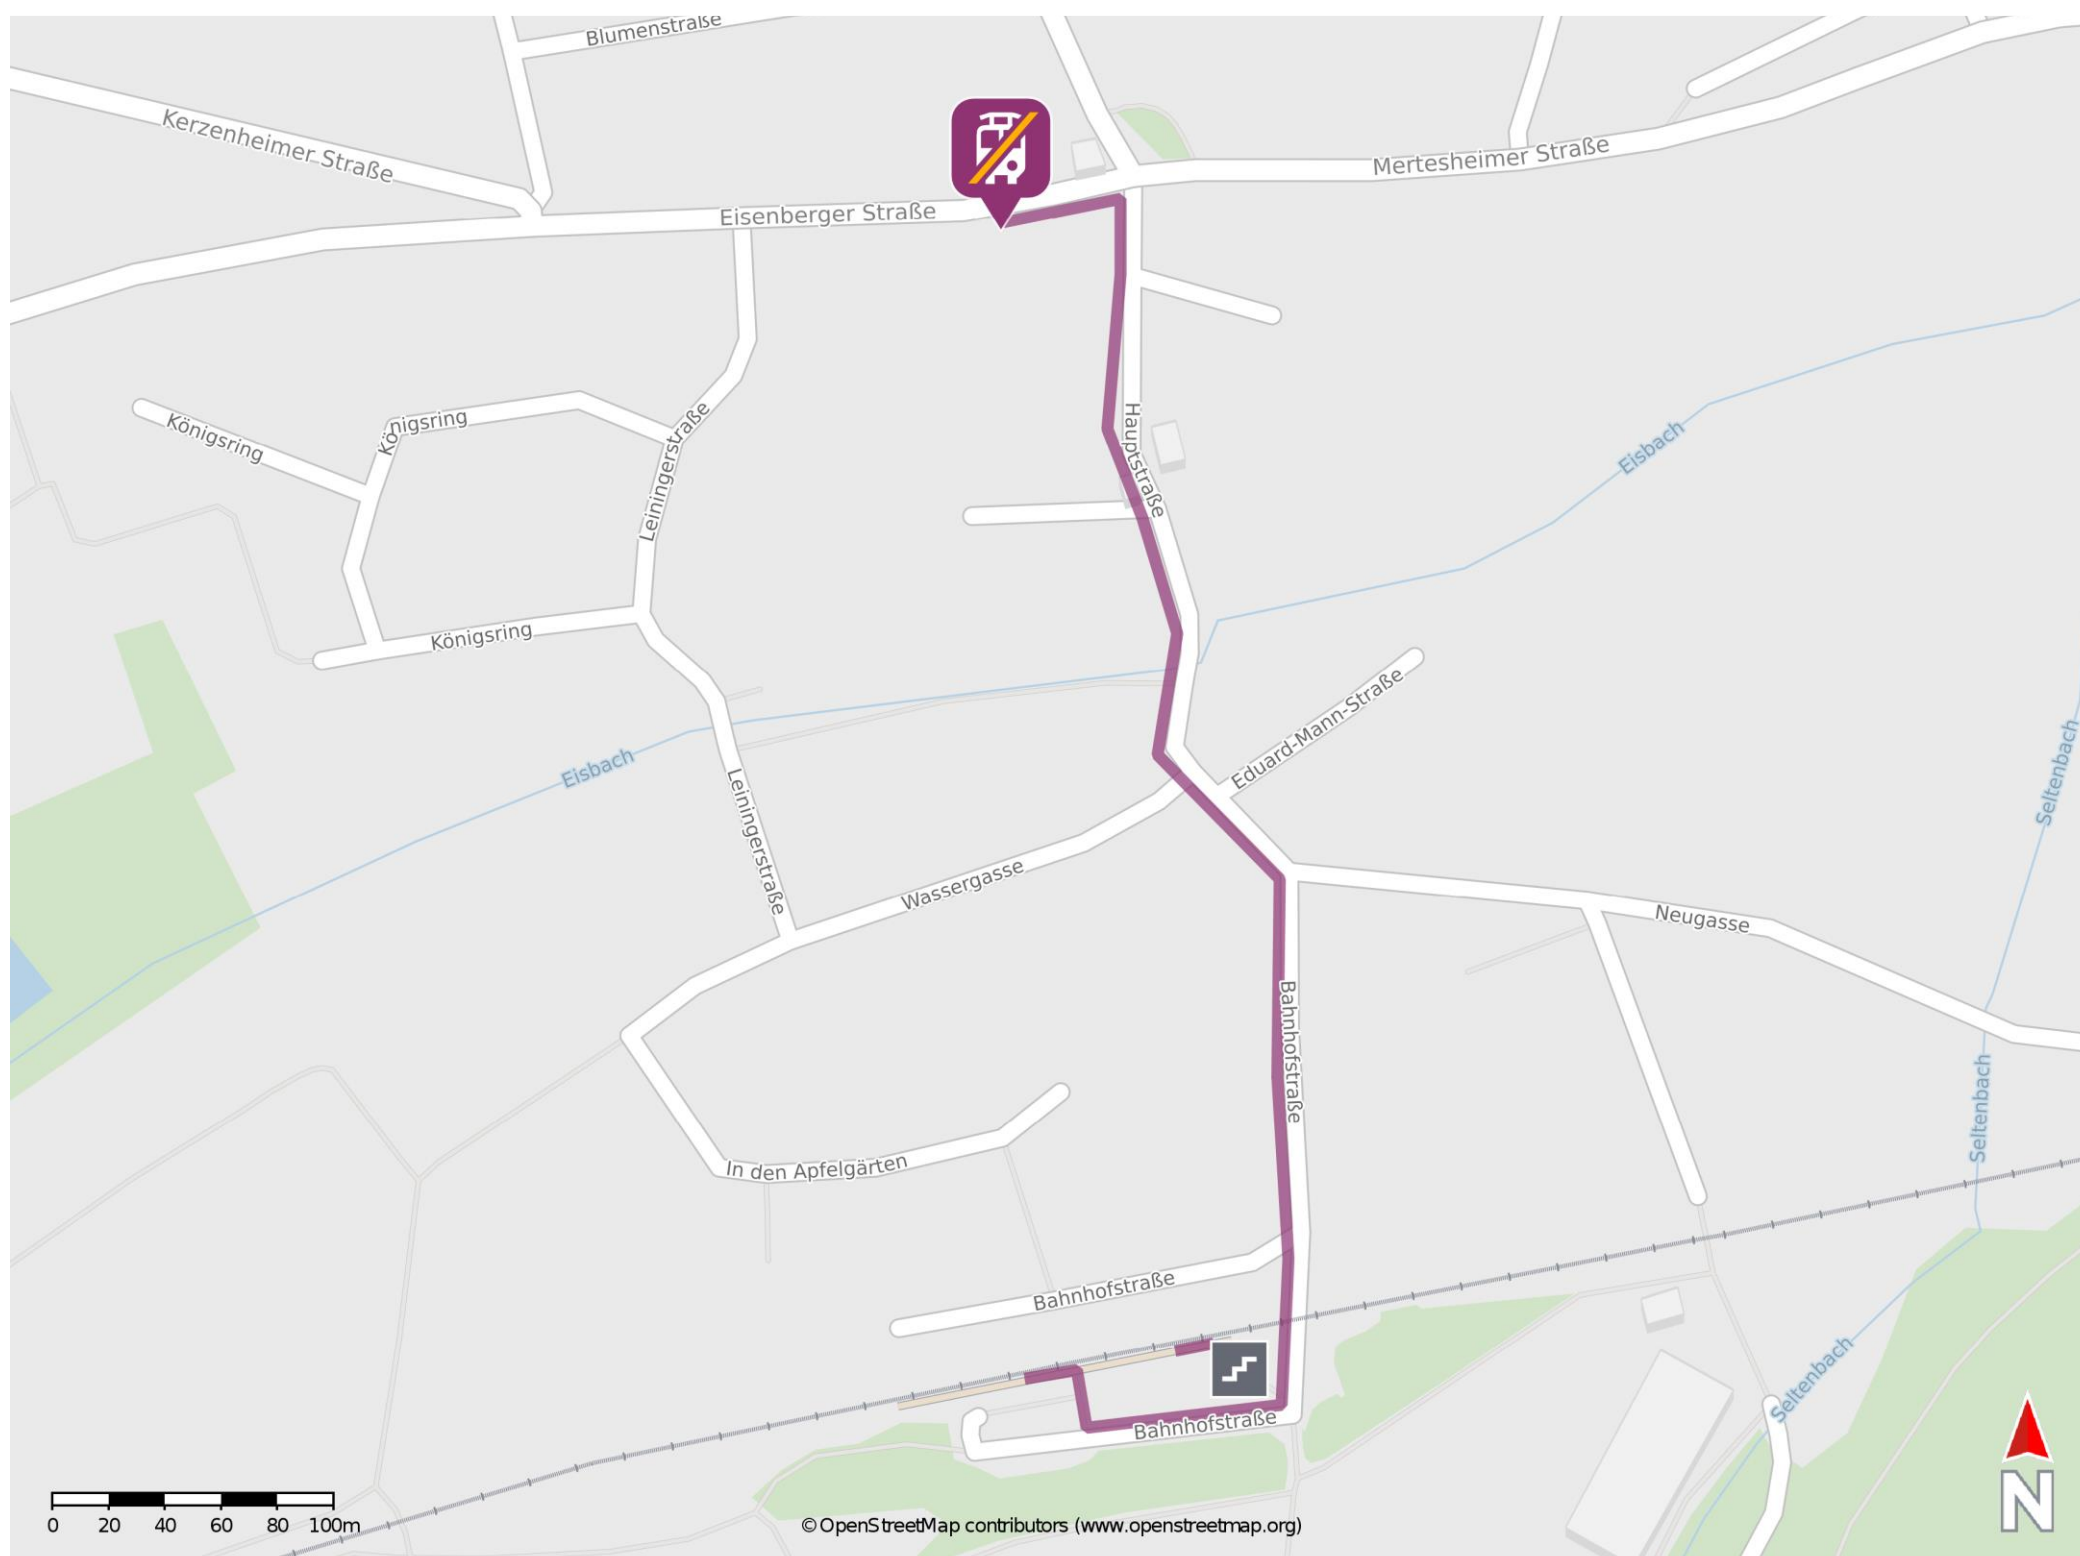 Blumenstraße
Kerzenheimer Straße
Mertesheimer Straße
Eisenberger Straße
Königsring
Königsring
Leiningerstraße
Hauptstraße
Eisbach
Königsring
Eduard-Mann-Straße
Seltenbach
Eisbach
Leiningerstraße
Wassergasse
Neugasse
Bahnhofstraße
Seltenbach
In den Apfelgärten
Bahnhofstraße
Seltenbach
Bahnhofstraße
N
0 20 40 60 80 100m
© OpenStreetMap contributors (www.openstreetmap.org)